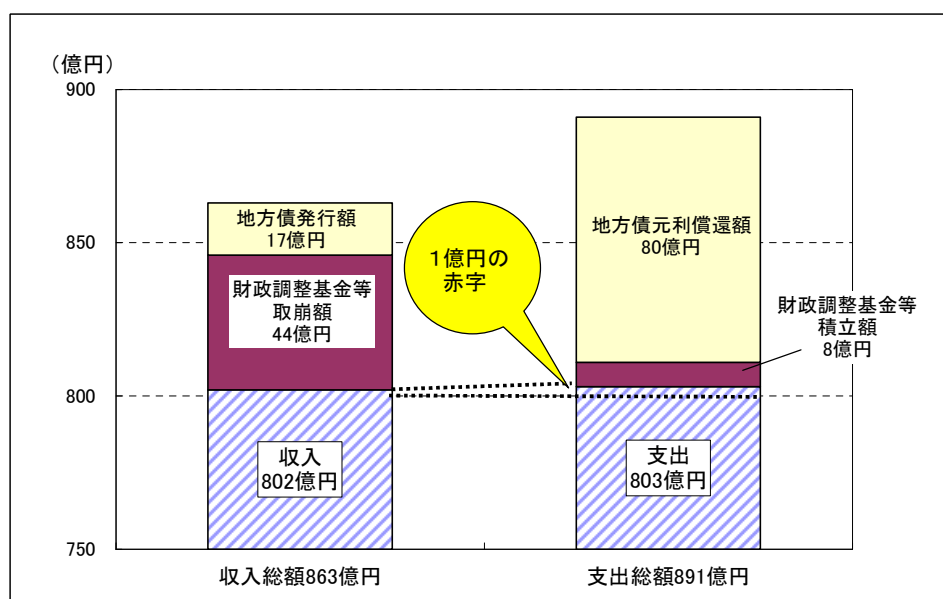 （億円）
900
850
800
750
地方債発行額
17億円
財政調整基金等
取崩額
44億円
収入
802億円
１億円の
赤字
地方債元利償還額
80億円
財政調整基金等
積立額
8億円
支出
803億円
収入総額863億円
支出総額891億円